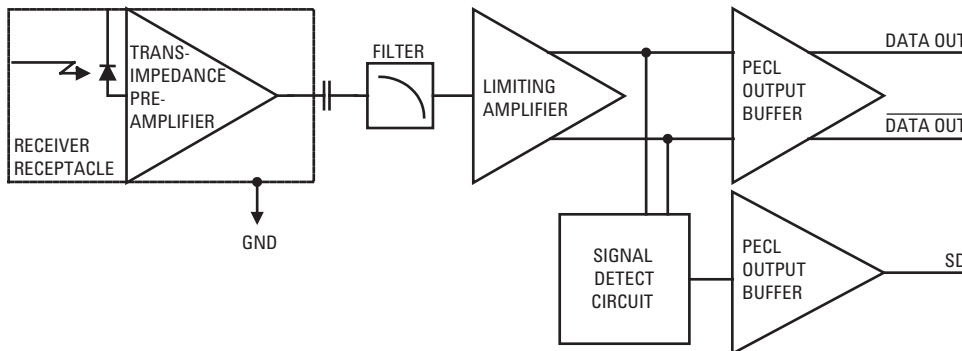 TRANS-
IMPEDANCE
PRE-
AMPLIFIER
RECEIVER
RECEPTACLE
GND
FILTER
LIMITING
AMPLIFIER
PECL
OUTPUT
BUFFER
DATA OUT
DATA OUT
SIGNAL
DETECT
CIRCUIT
PECL
OUTPUT
BUFFER
SD